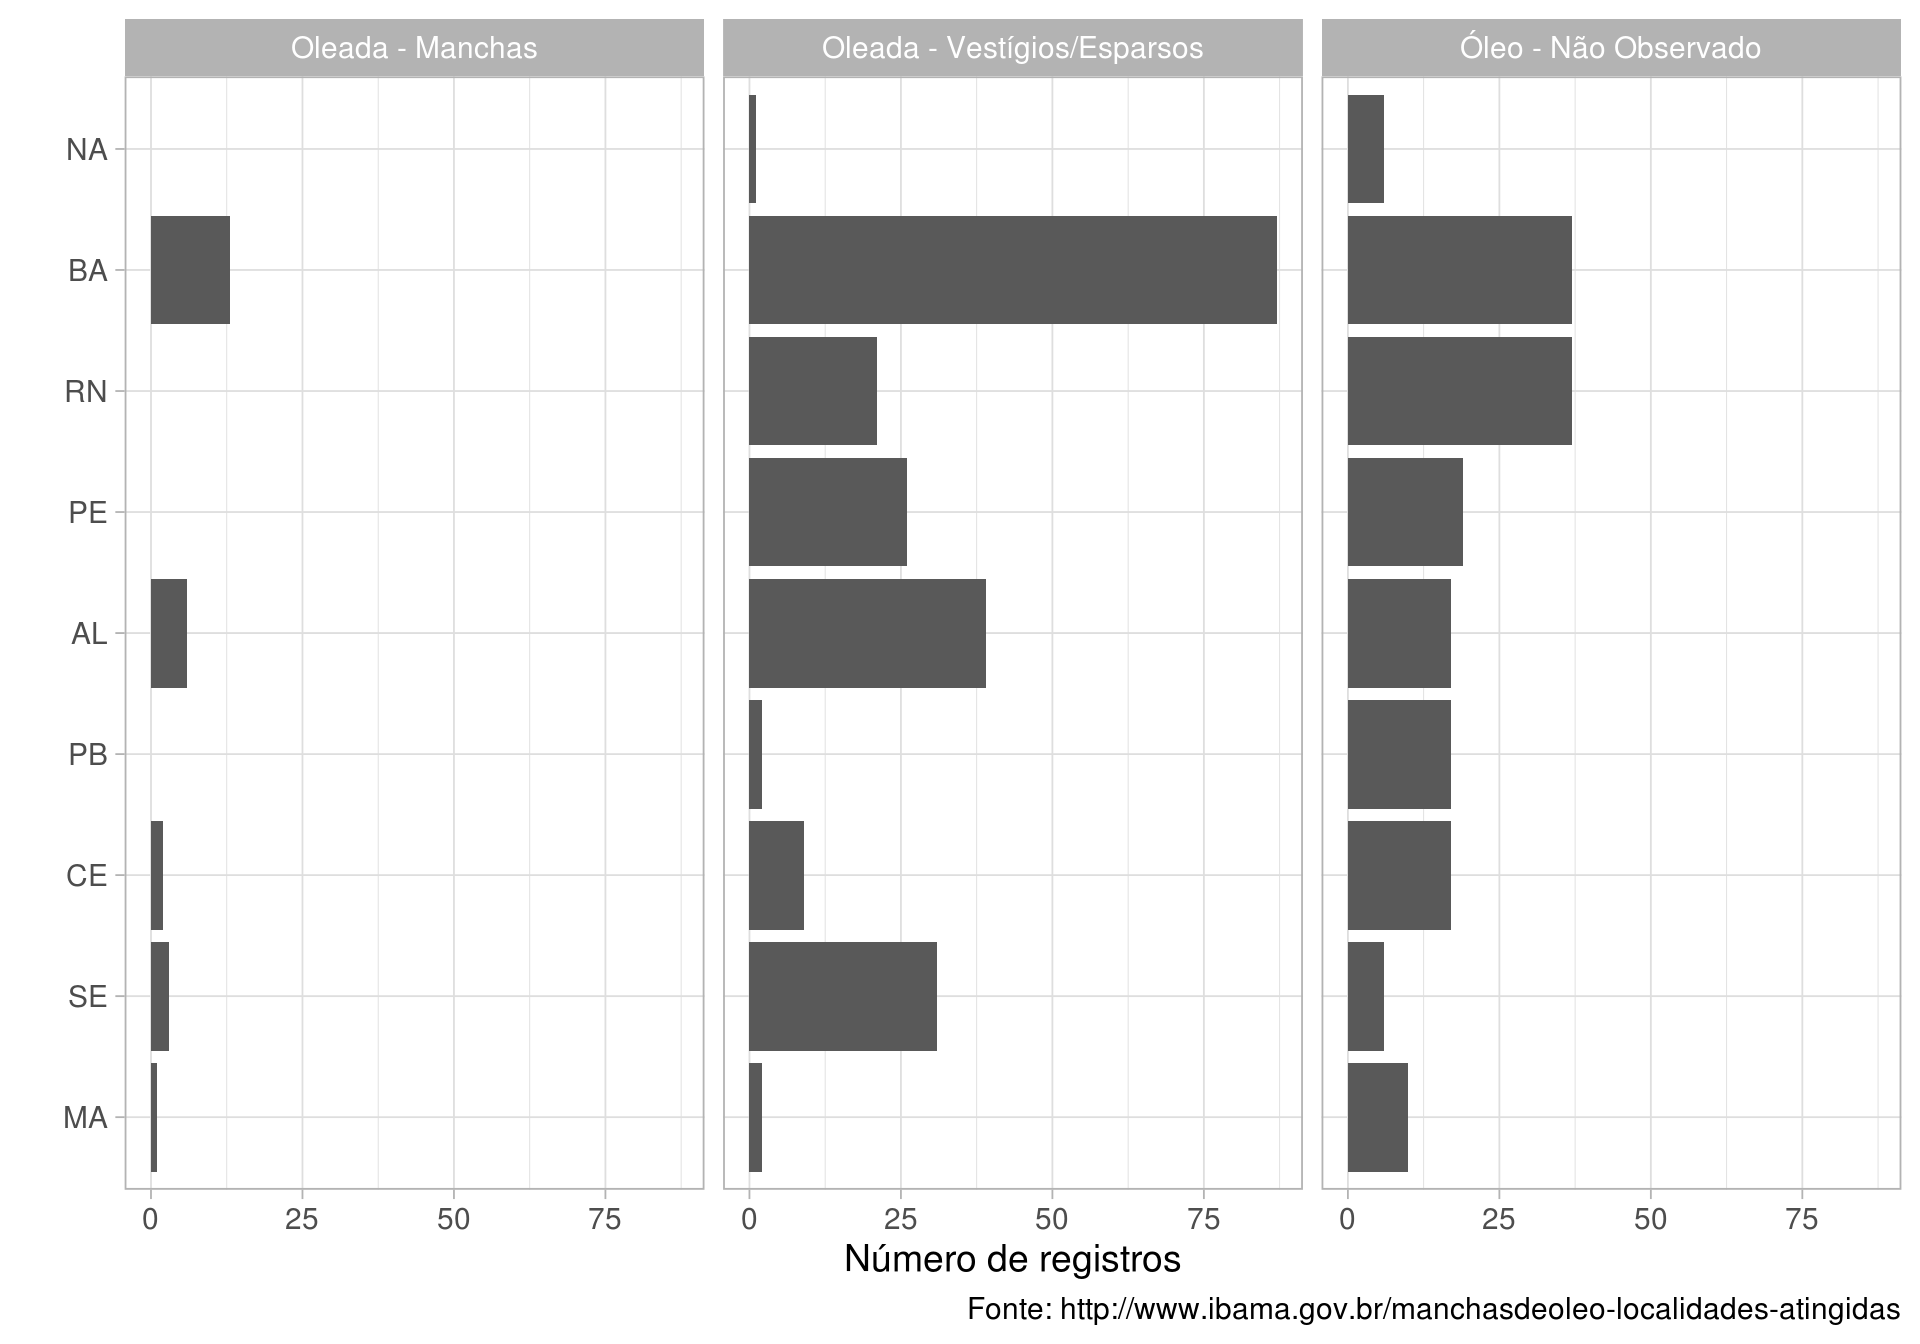 Oleada - Manchas
Oleada - Vestígios/Esparsos
Óleo - Não Observado
NA
BA
RN
PE
AL
PB
CE
SE
MA
0 25 50 75
0 25 50 75
0 25 50 75
Número de registros
Fonte: http://www.ibama.gov.br/manchasdeoleo-localidades-atingidas